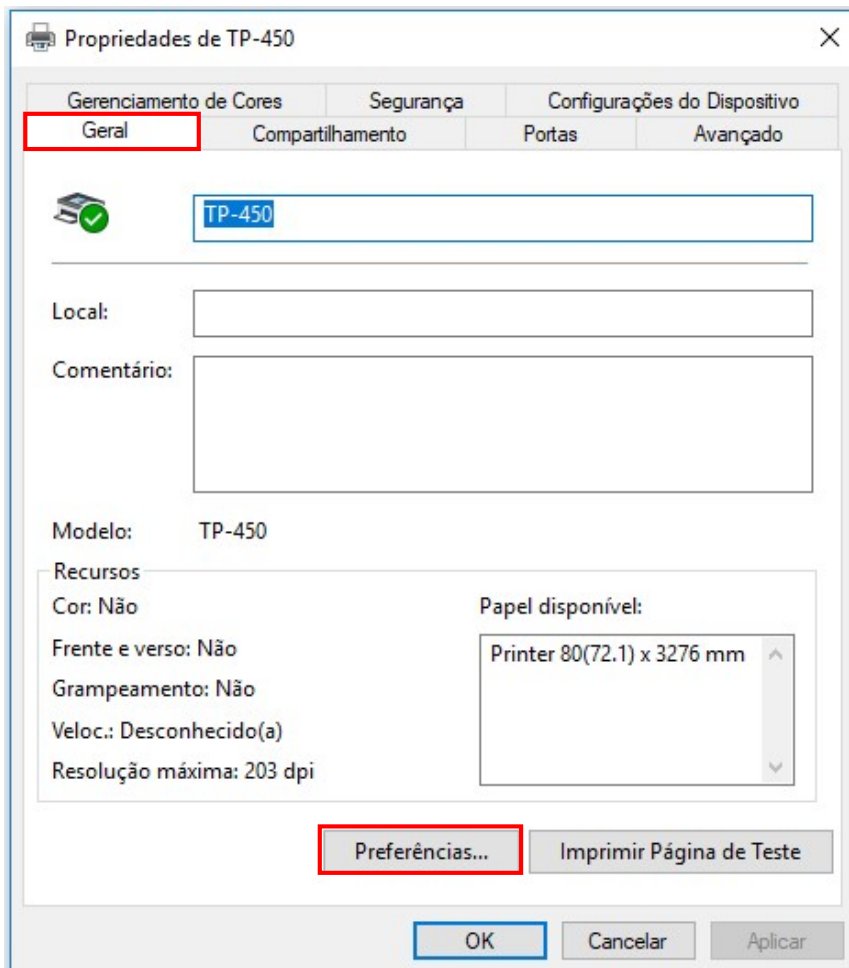 Propriedades de TP-450
Gerenciamento de Cores Segurança Configurações do Dispositivo
Geral Compartilhamento Portas Avançado
TP-450
Local:
Comentário:
Modelo: TP-450
Recursos
Cor: Não
Frente e verso: Não
Grampeamento: Não
Veloc.: Desconhecido(a)
Resolução máxima: 203 dpi
Papel disponível:
Printer 80(72.1) x 3276 mm
Preferências... Imprimir Página de Teste
OK Cancelar Aplicar